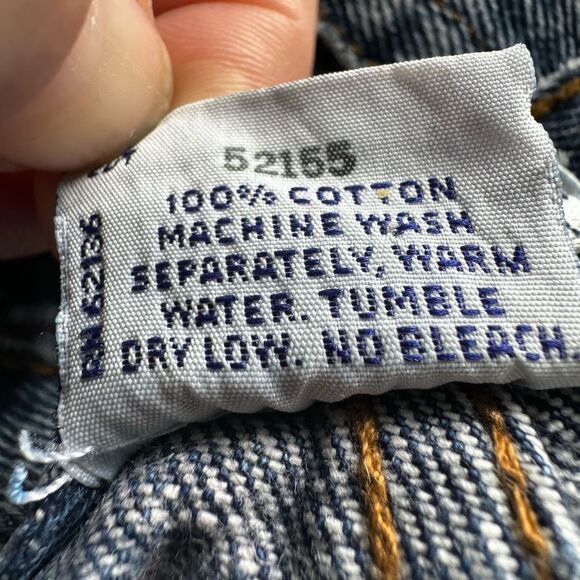 52155
100% COTTON
MACHINE WASH
SEPARATELY, WARM
WATER. TUMBLE
DRY LOW. NO BLEACH.
RN 62136